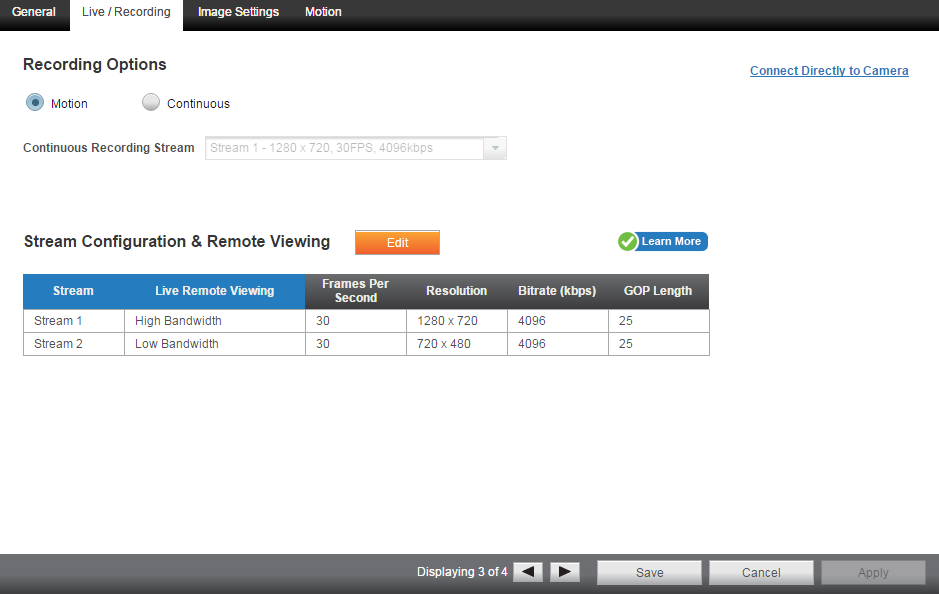 General Live / Recording Image Settings Motion
Recording Options
Connect Directly to Camera
Motion Continuous
Continuous Recording Stream Stream 1 - 1280 x 720, 30FPS, 4096kbps
Stream Configuration & Remote Viewing Edit Learn More
Stream Live Remote Viewing Frames Per Second Resolution Bitrate (kbps) GOP Length
Stream 1 High Bandwidth 30 1280 x 720 4096 25
Stream 2 Low Bandwidth 30 720 x 480 4096 25
Displaying 3 of 4 Save Cancel Apply